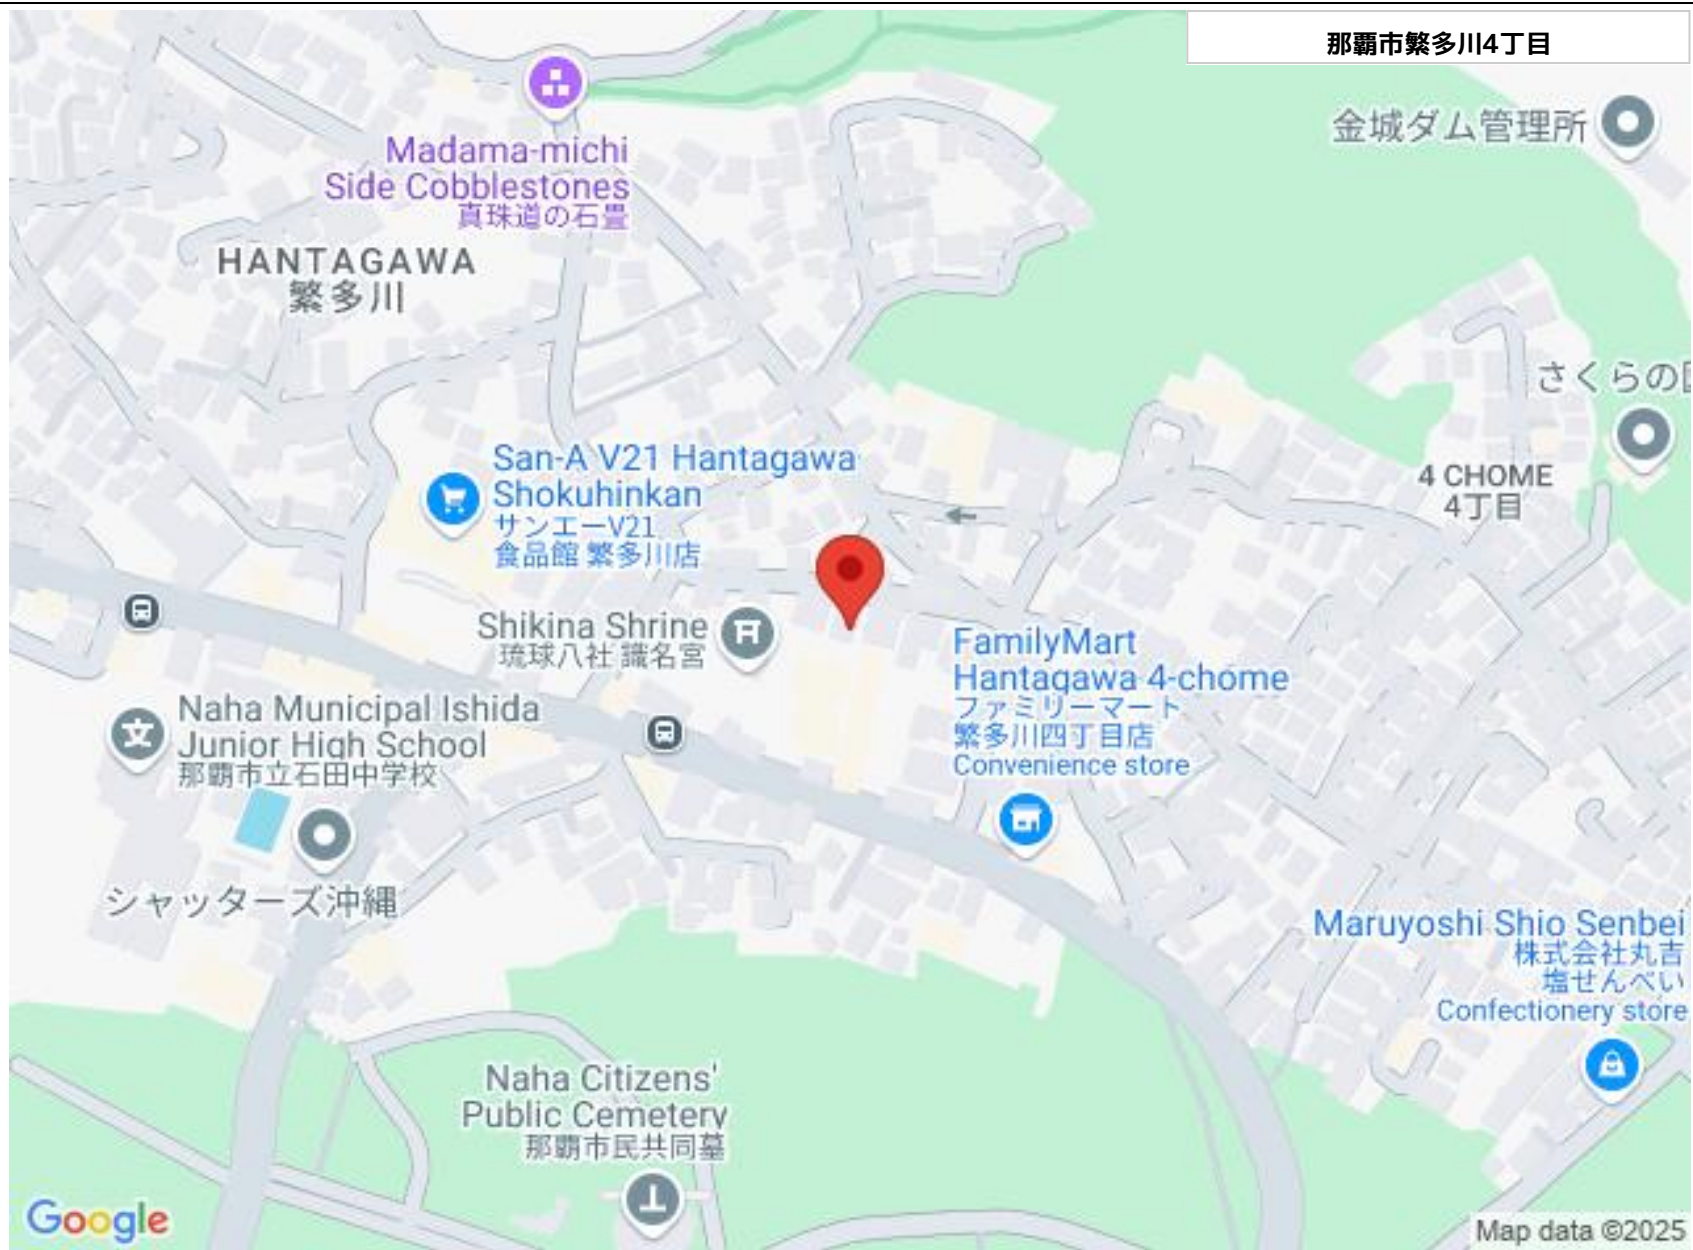 那覇市繁多川4丁目
金城ダム管理所
Madama-michi
Side Cobblestones
真珠道の石畳
HANTAGAWA
繁多川
さくらの
4 CHOME
4丁目
San-A V21 Hantagawa
Shokuhinkan
サンエーV21
食品館 繁多川店
Shikina Shrine
琉球八社 識名宮
FamilyMart
Hantagawa 4-chome
ファミリーマート
繁多川四丁目店
Convenience store
Naha Municipal Ishida
Junior High School
那覇市立石田中学校
文
シャッターズ沖縄
Maruyoshi Shio Senbei
株式会社丸吉
塩せんべい
Confectionery store
Naha Citizens'
Public Cemetery
那覇市民共同墓
Google
Map data ©2025